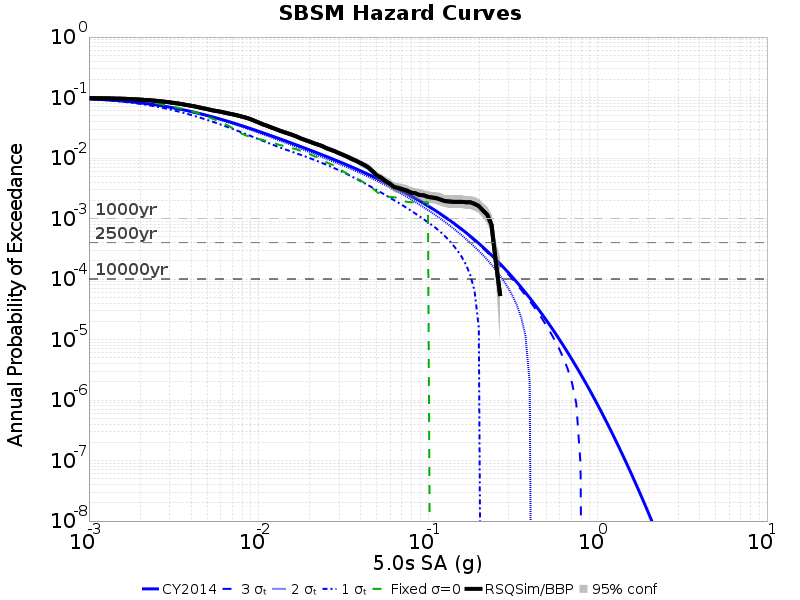 SBSM Hazard Curves
Annual Probability of Exceedance
10^0
10^-1
10^-2
10^-3
10^-4
10^-5
10^-6
10^-7
10^-8
1000yr
2500yr
10000yr
10^-3 10^-2 10^-1 10^0 10^1
5.0s SA (g)
CY2014 3 σₜ 2 σₜ 1 σₜ Fixed σ=0 RSQSim/BBP 95% conf